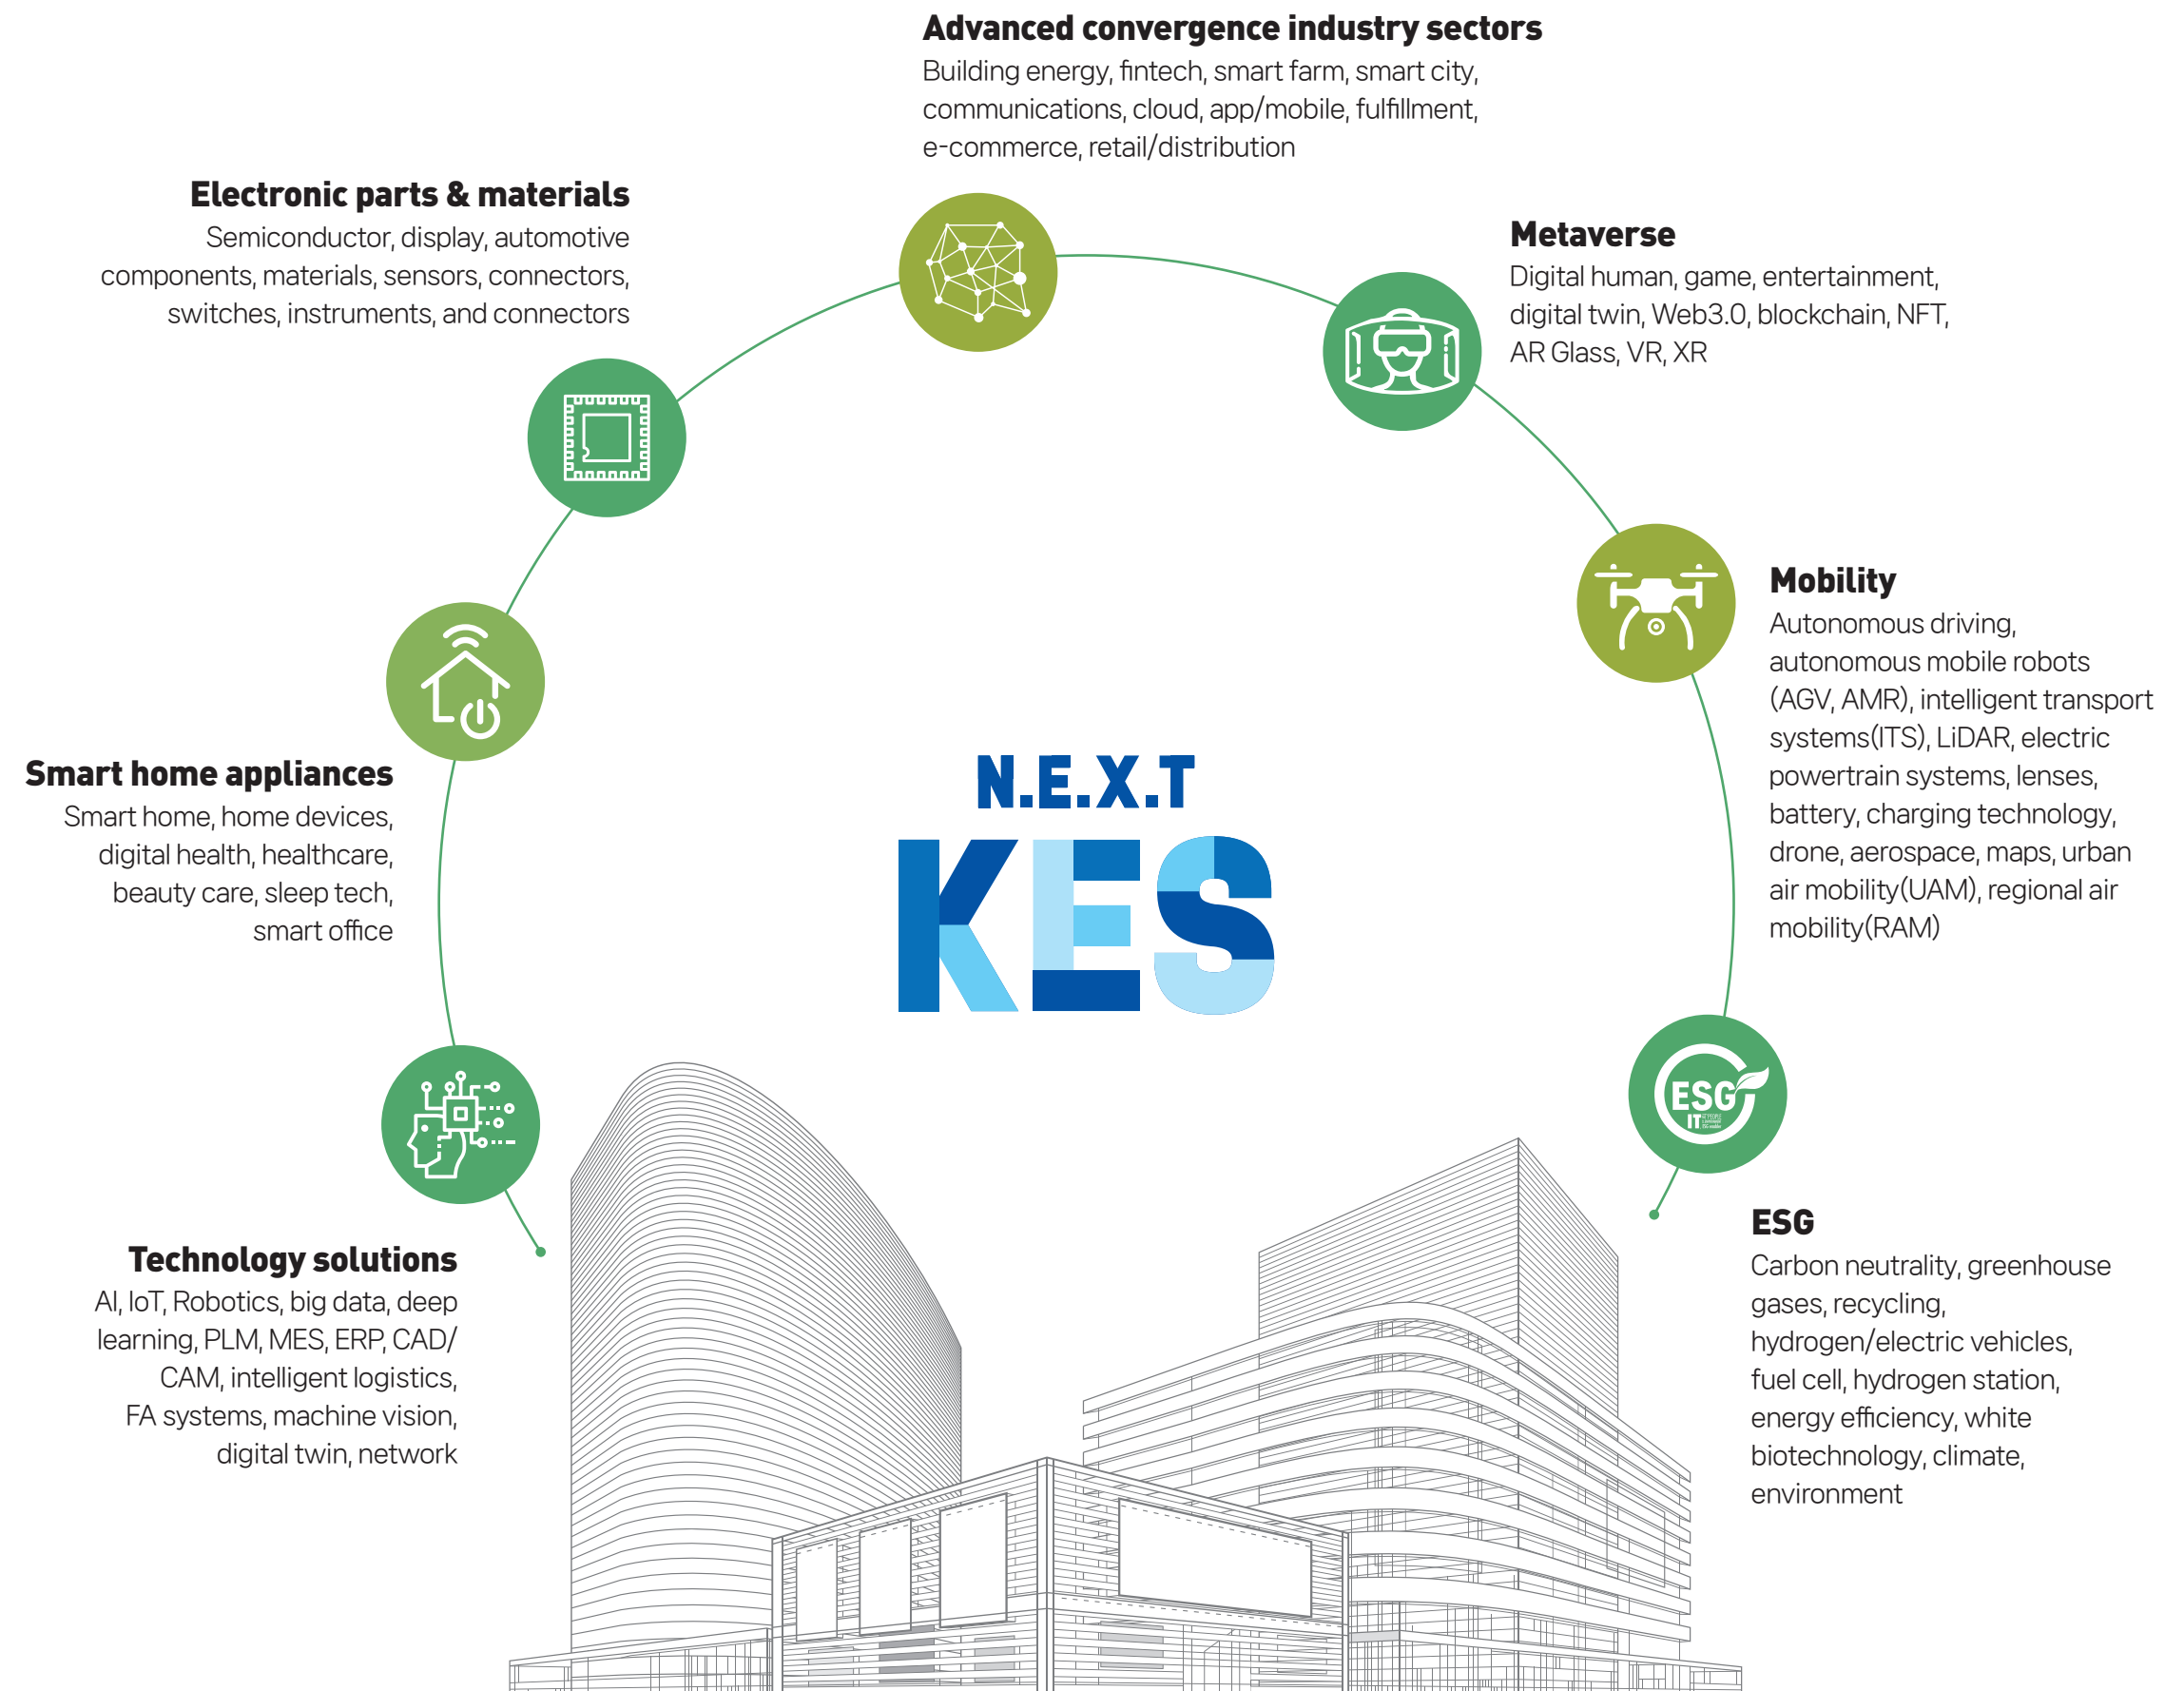 Advanced convergence industry sectors
Building energy, fintech, smart farm, smart city,
communications, cloud, app/mobile, fulfillment,
e-commerce, retail/distribution
Electronic parts & materials
Semiconductor, display, automotive
components, materials, sensors, connectors,
switches, instruments, and connectors
Metaverse
Digital human, game, entertainment,
digital twin, Web3.0, blockchain, NFT,
AR Glass, VR, XR
Mobility
Autonomous driving,
autonomous mobile robots
(AGV, AMR), intelligent transport
systems(ITS), LiDAR, electric
powertrain systems, lenses,
battery, charging technology,
drone, aerospace, maps, urban
air mobility(UAM), regional air
mobility(RAM)
Smart home appliances
Smart home, home devices,
digital health, healthcare,
beauty care, sleep tech,
smart office
N.E.X.T
KES
ESG
IT
ESG
Carbon neutrality, greenhouse
gases, recycling,
hydrogen/electric vehicles,
fuel cell, hydrogen station,
energy efficiency, white
biotechnology, climate,
environment
Technology solutions
AI, IoT, Robotics, big data, deep
learning, PLM, MES, ERP, CAD/
CAM, intelligent logistics,
FA systems, machine vision,
digital twin, network